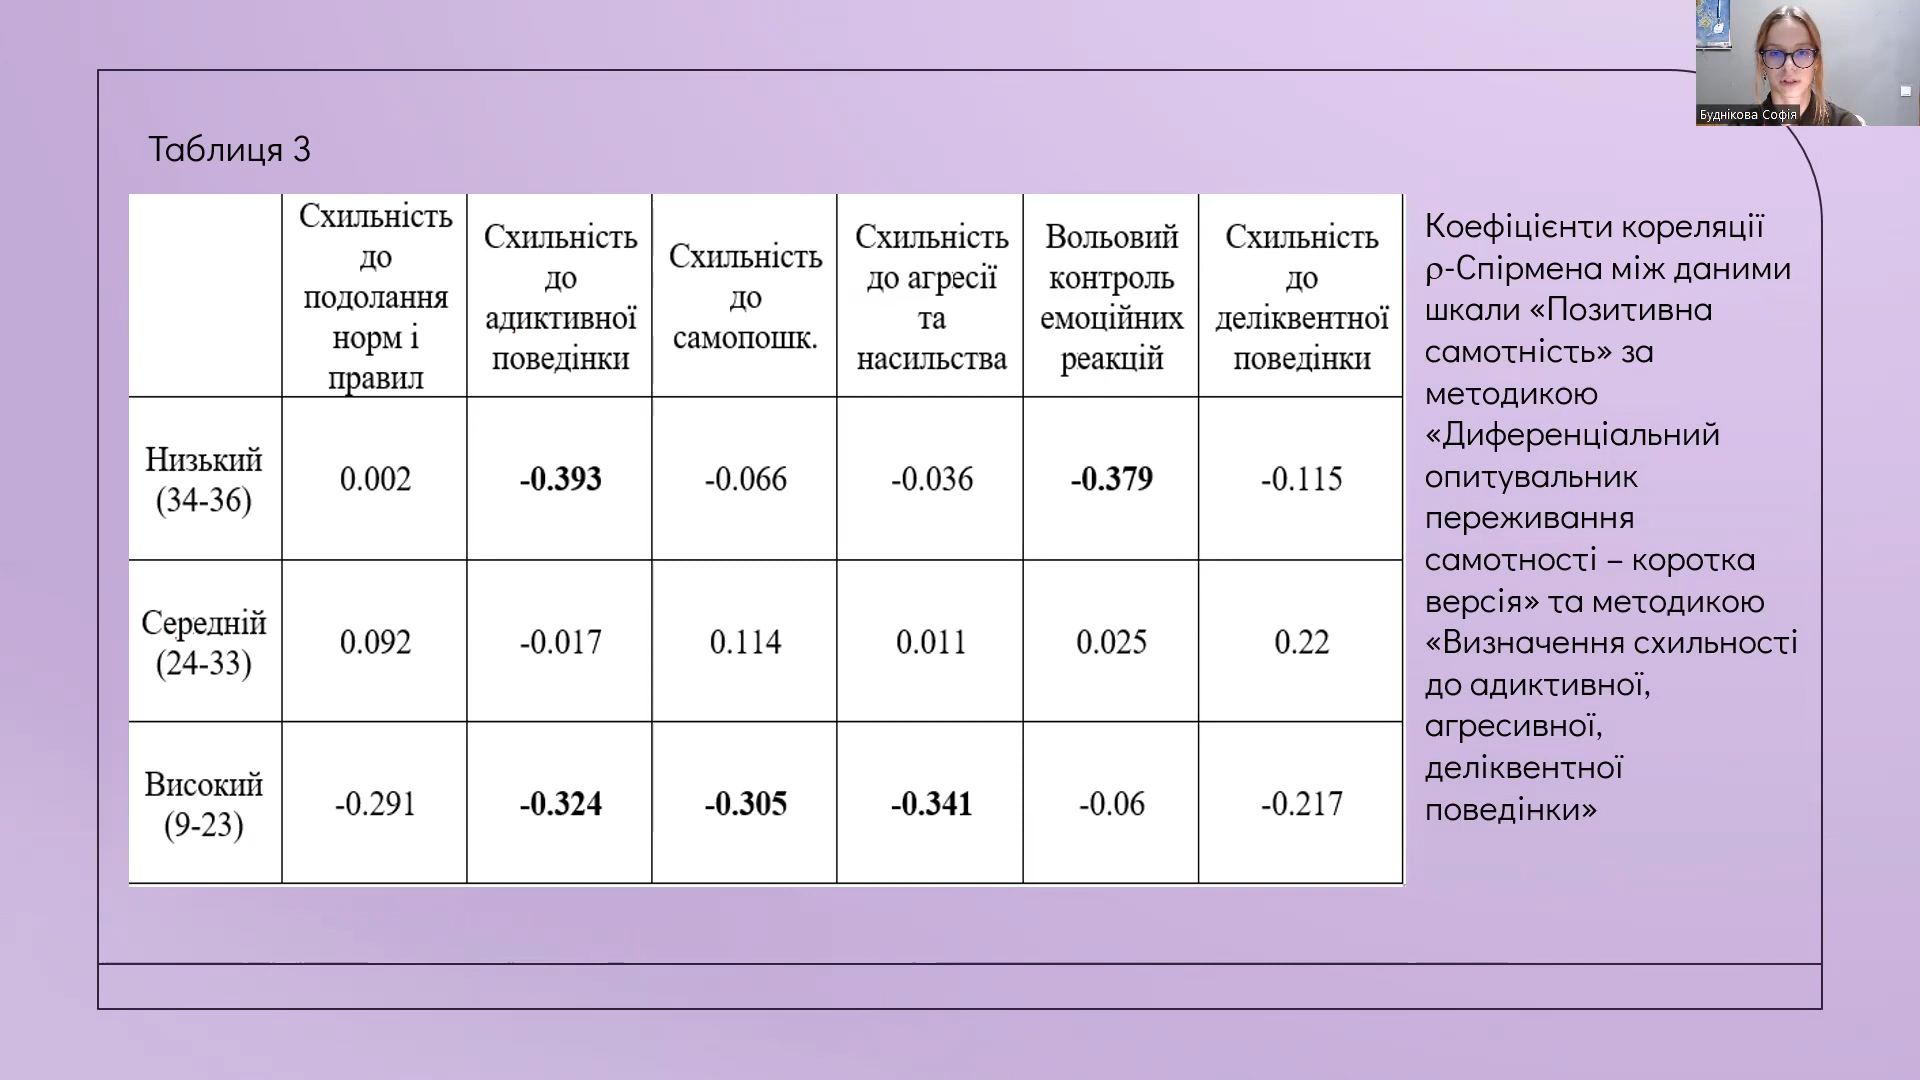 Буднікова Софія
Таблиця 3
Схильність
до
подолання
норм і
правил
Схильність
до
адиктивної
поведінки
Схильність
до
самопошк.
Схильність
до агресії
та
насильства
Вольовий
контроль
емоційних
реакцій
Схильність
до
деліквентної
поведінки
Низький
(34-36)
0.002
-0.393
-0.066
-0.036
-0.379
-0.115
Середній
(24-33)
0.092
-0.017
0.114
0.011
0.025
0.22
Високий
(9-23)
-0.291
-0.324
-0.305
-0.341
-0.06
-0.217
Коефіцієнти кореляції
ρ-Спірмена між даними
шкали «Позитивна
самотність» за
методикою
«Диференціальний
опитувальник
переживання
самотності – коротка
версія» та методикою
«Визначення схильності
до адиктивної,
агресивної,
деліквентної
поведінки»